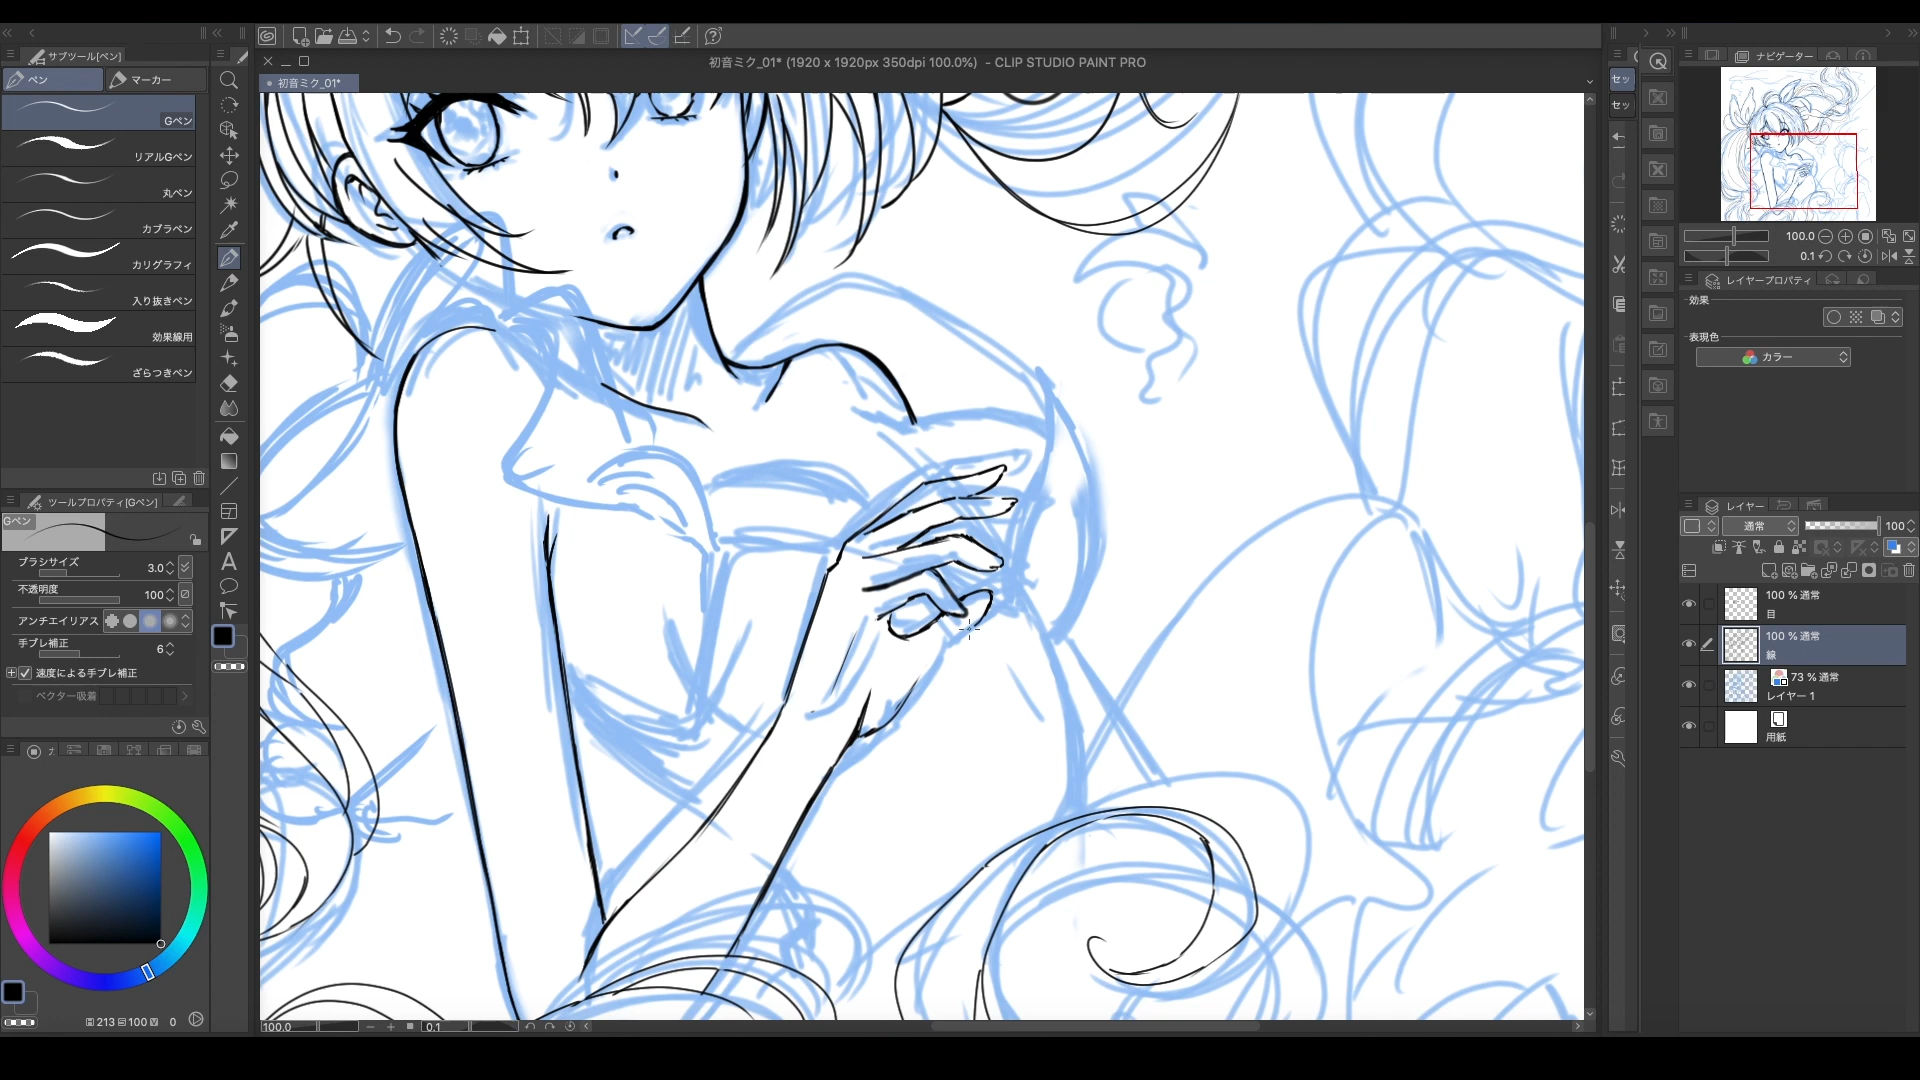 初音ミク_01* (1920 x 1920px 350dpi 100.0%) - CLIP STUDIO PAINT PRO
初音ミク_01*
サブツール[ペン]
ペン
マーカー
Gペン
リアルGペン
丸ペン
カブラペン
カリグラフィ
入り抜きペン
効果線用
ざらつきペン
ツールプロパティ[Gペン]
Gペン
ブラシサイズ
3.0
不透明度
100
アンチエイリアス
手ブレ補正
6
速度による手ブレ補正
ベクター吸着
213
100
0
100.0
0.1
セッ
セッ
ナビゲーター
100.0
0.1
レイヤープロパティ
効果
表現色
カラー
レイヤー
通常
100
100 % 通常
目
100 % 通常
線
73 % 通常
レイヤー 1
用紙